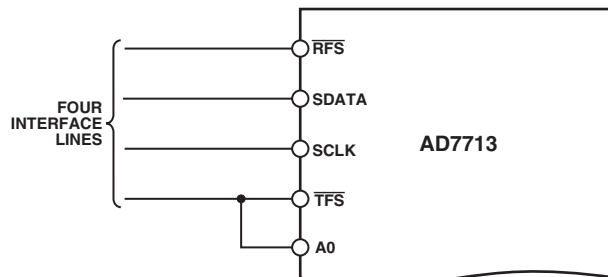 RFS
SDATA
FOUR
INTERFACE
LINES
SCLK
AD7713
TFS
A0